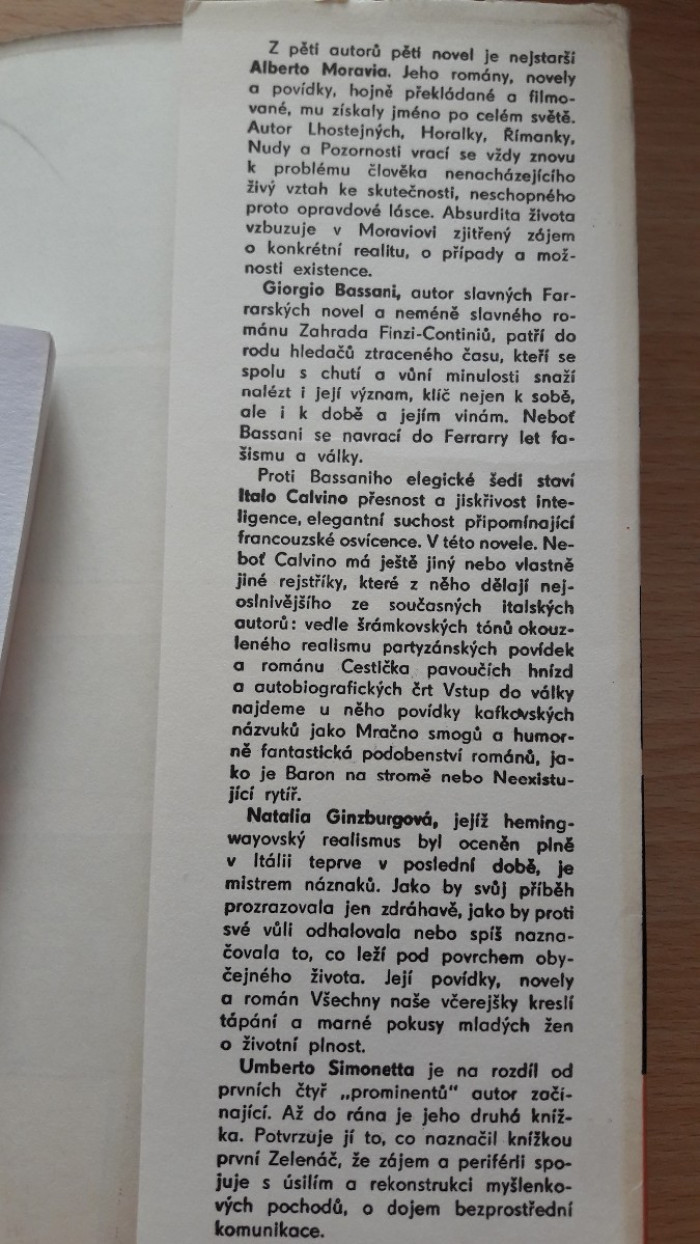 Z pěti autorů pěti novel je nejstarší
Alberto Moravia. Jeho romány, novely
a povídky, hojně překládané a filmo-
vané, mu získaly jméno po celém světě.
Autor Lhostejných, Horalky, Římanky,
Nudy a Pozornosti vrací se vždy znovu
k problému člověka nenacházejícího
živý vztah ke skutečnosti, neschopného
proto opravdové lásce. Absurdita života
vzbuzuje v Moraviovi zjitřený zájem
o konkrétní realitu, o případy a mož-
nosti existence.
Giorgio Bassani, autor slavných Far-
rarských novel a neméně slavného ro-
mánu Zahrada Finzi-Continiů, patří do
rodu hledačů ztraceného času, kteří se
spolu s chutí a vůní minulosti snaží
nalézt i její význam, klíč nejen k sobě,
ale i k době a jejím vinám. Neboť
Bassani se navrací do Ferrarry let fa-
šismu a války.
Proti Bassaniho elegické šedi staví
Italo Calvino přesnost a jiskřivost inte-
ligence, elegantní suchost připomínající
francouzské osvícence. V této novele. Ne-
boť Calvino má ještě jiný nebo vlastně
jiné rejstříky, které z něho dělají nej-
oslnivějšího ze současných italských
autorů: vedle šrámkovských tónů okouz-
leného realismu partyzánských povídek
a románu Cestička pavoučích hnízd
a autobiografických črt Vstup do války
najdeme u něho povídky kafkovských
názvuků jako Mračno smogů a humor-
ně fantastická podobenství románů, ja-
ko je Baron na stromě nebo Neexistu-
jící rytíř.
Natalia Ginzburgová, jejíž heming-
wayovský realismus byl oceněn plně
v Itálii teprve v poslední době, je
mistrem náznaků. Jako by svůj příběh
prozrazovala jen zdráhavě, jako by proti
své vůli odhalovala nebo spíš nazna-
čovala to, co leží pod povrchem oby-
čejného života. Její povídky, novely
a román Všechny naše včerejšky kreslí
tápání a marné pokusy mladých žen
o životní plnost.
Umberto Simonetta je na rozdíl od
prvních čtyř „prominentů" autor začí-
nající. Až do rána je jeho druhá kníž-
ka. Potvrzuje jí to, co naznačil knížkou
první Zelenáč, že zájem a periférii spo-
juje s úsilím a rekonstrukci myšlenko-
vých pochodů, o dojem bezprostřední
komunikace.